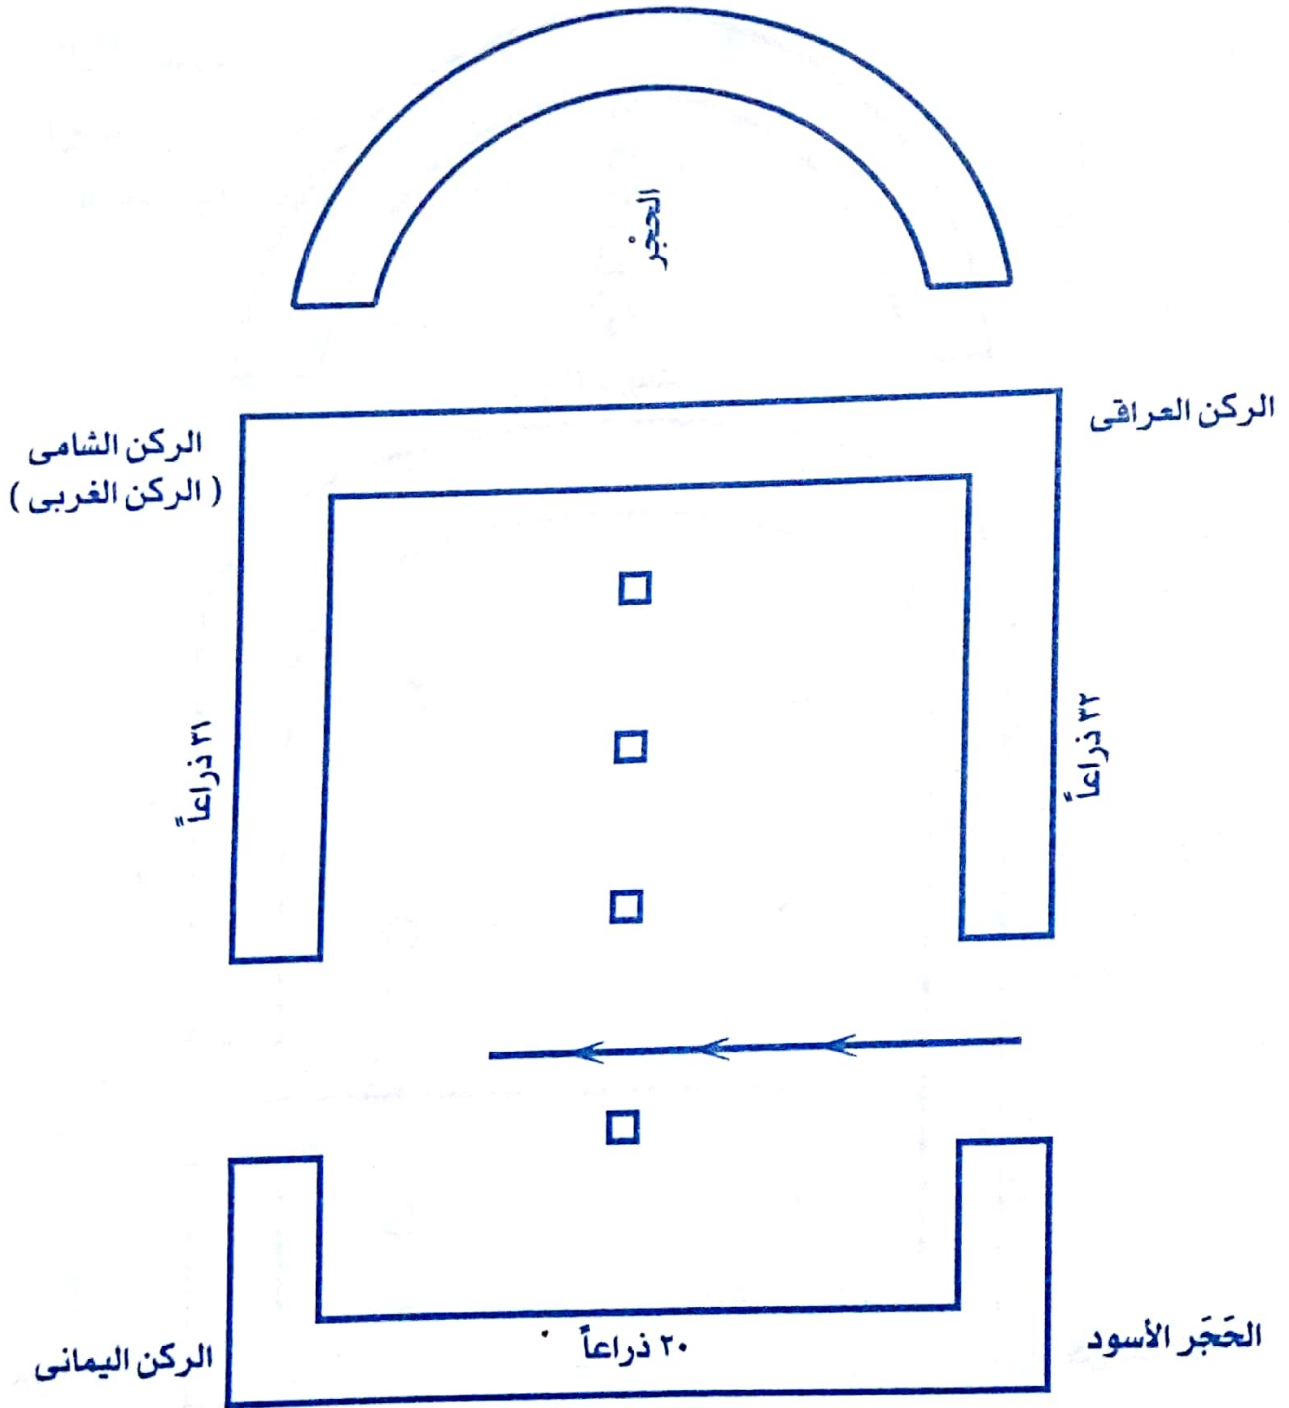 الحِجْر
الركن العراقى
الركن الشامى
( الركن الغربى )
٣٢ ذراعاً
٣١ ذراعاً
٢٠ ذراعاً
الحَجَر الأسود
الركن اليمانى